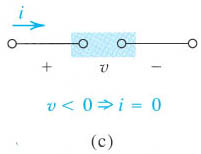 i
+ v −
v < 0 ⇒ i = 0
(c)